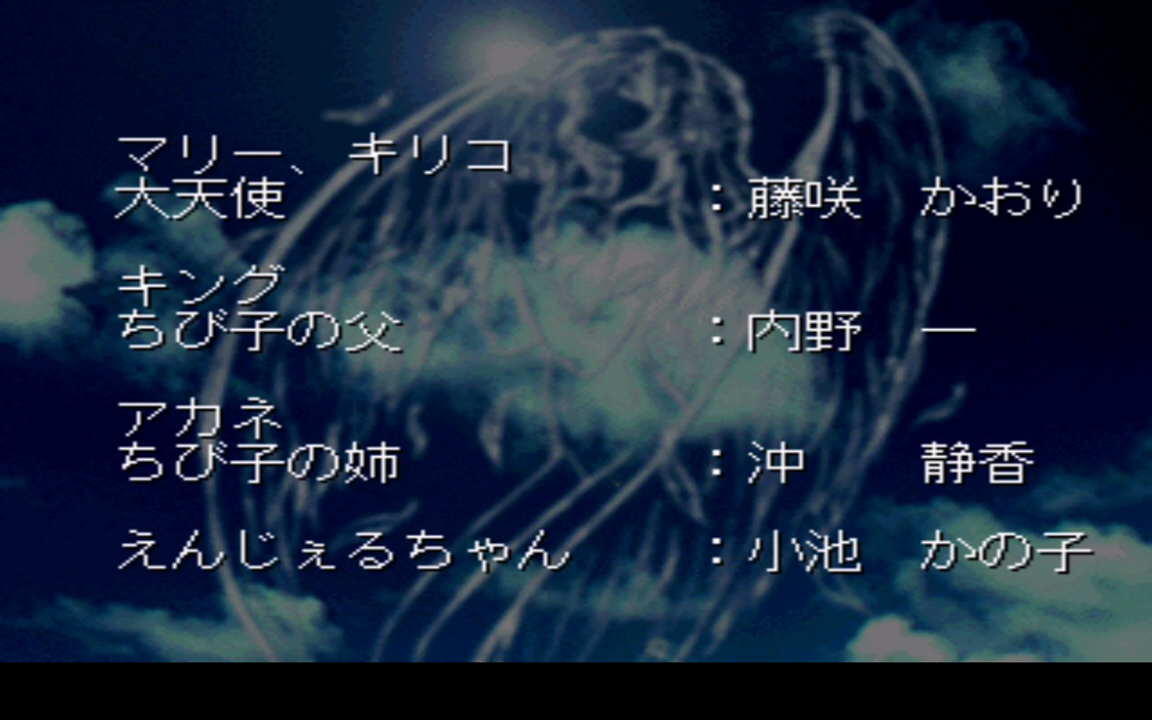 マリー、キリコ
大天使　：藤咲　かおり
キング
ちび子の父　：内野　一
アカネ
ちび子の姉　：沖　静香
えんじぇるちゃん　：小池　かの子